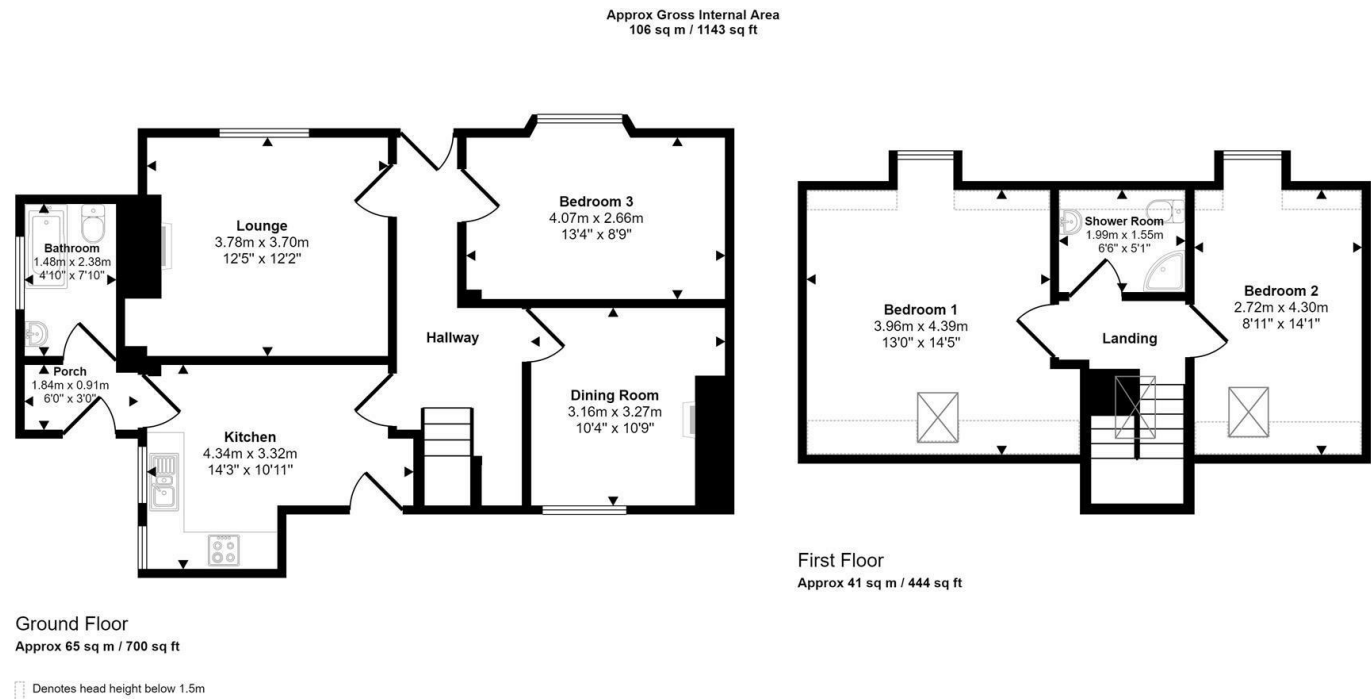 Approx Gross Internal Area
106 sq m / 1143 sq ft
Lounge
3.78m x 3.70m
12'5" x 12'2"
Bedroom 3
4.07m x 2.66m
13'4" x 8'9"
Bathroom
1.48m x 2.38m
4'10" x 7'10"
Porch
1.84m x 0.91m
6'0" x 3'0"
Kitchen
4.34m x 3.32m
14'3" x 10'11"
Hallway
Dining Room
3.16m x 3.27m
10'4" x 10'9"
Bedroom 1
3.96m x 4.39m
13'0" x 14'5"
Shower Room
1.99m x 1.55m
6'6" x 5'1"
Landing
Bedroom 2
2.72m x 4.30m
8'11" x 14'1"
First Floor
Approx 41 sq m / 444 sq ft
Ground Floor
Approx 65 sq m / 700 sq ft
Denotes head height below 1.5m